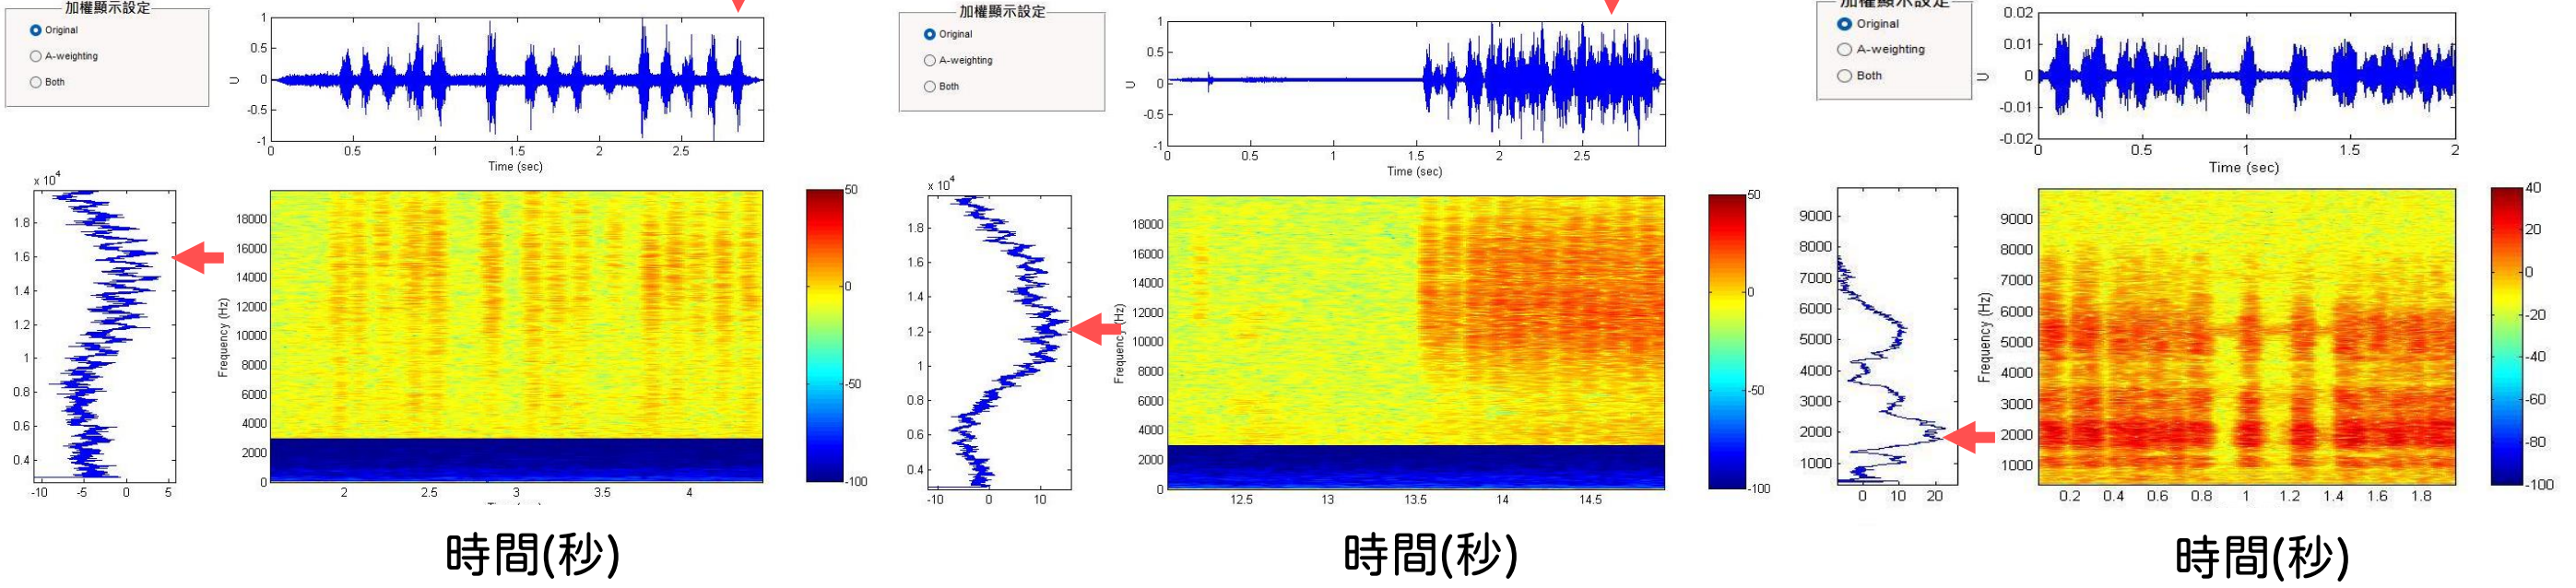 加權顯示設定
Original
A-weighting
Both
1
0.5
0
-0.5
-1
U
0 0.5 1 1.5 2 2.5
Time (sec)
x 10^4
1.8
1.6
1.4
1.2
1
0.8
0.6
0.4
-10 -5 0 5
Frequency (Hz)
18000
16000
14000
12000
10000
8000
6000
4000
2000
0
2 2.5 3 3.5 4
50
0
-50
-100
時間(秒)
加權顯示設定
Original
A-weighting
Both
1
0.5
0
-0.5
-1
U
0 0.5 1 1.5 2 2.5
Time (sec)
x 10^4
1.8
1.6
1.4
1.2
1
0.8
0.6
0.4
-10 0 10
Frequency (Hz)
18000
16000
14000
12000
10000
8000
6000
4000
2000
0
12.5 13 13.5 14 14.5
50
0
-50
-100
時間(秒)
加權顯示設定
Original
A-weighting
Both
0.02
0.01
0
-0.01
-0.02
U
0 0.5 1 1.5 2
Time (sec)
9000
8000
7000
6000
5000
4000
3000
2000
1000
0 10 20
Frequency (Hz)
9000
8000
7000
6000
5000
4000
3000
2000
1000
0.2 0.4 0.6 0.8 1 1.2 1.4 1.6 1.8
40
20
0
-20
-40
-60
-80
-100
時間(秒)